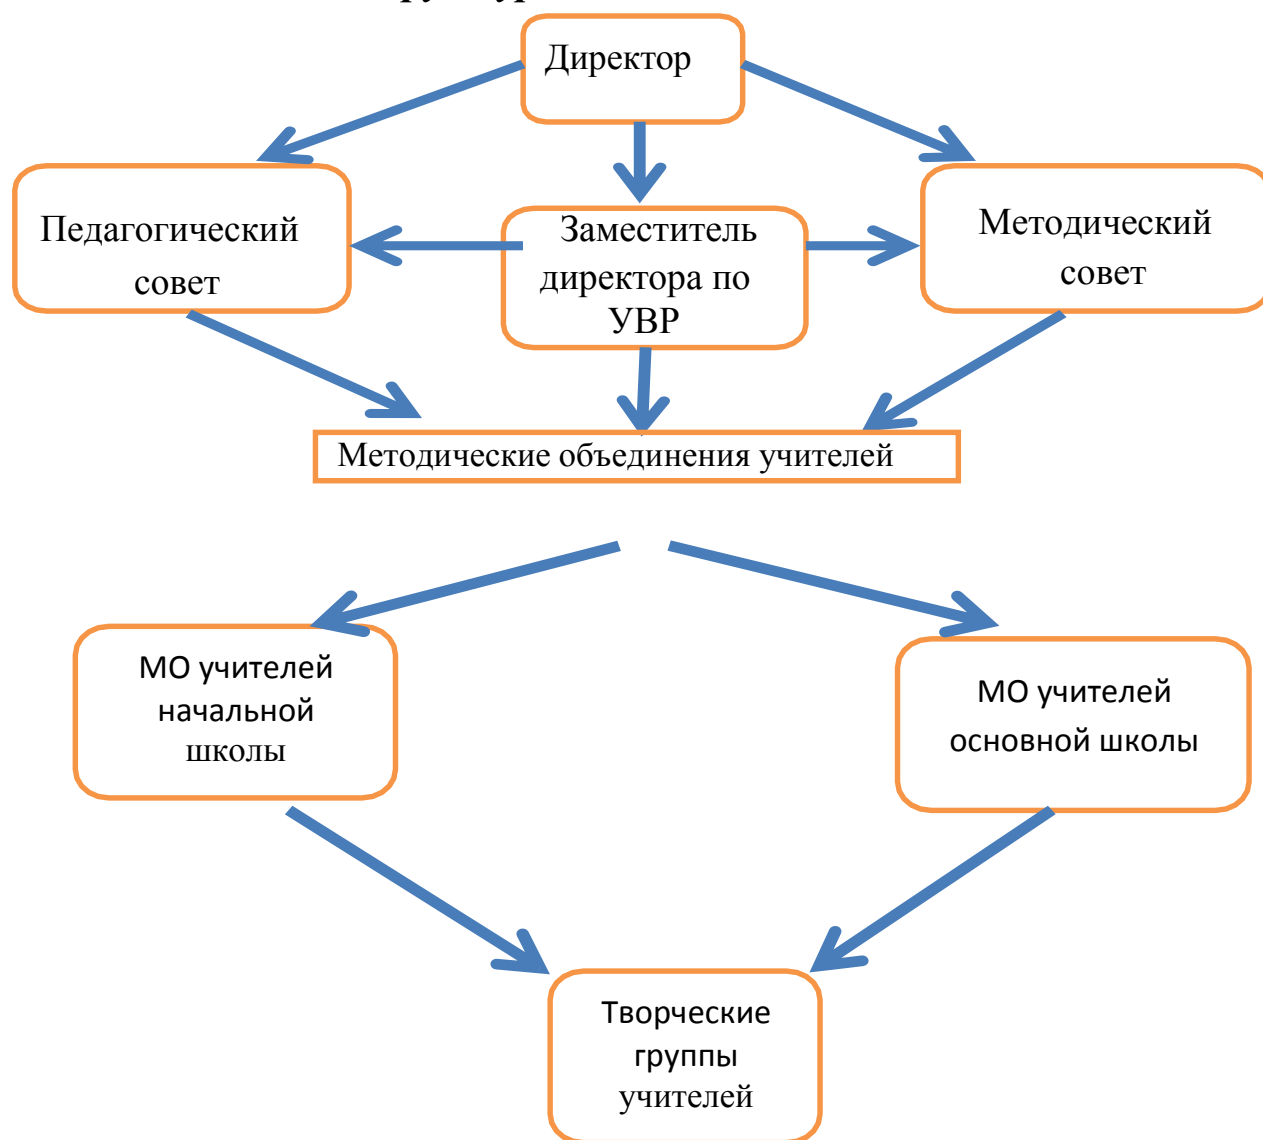 Директор
Педагогический
совет
Заместитель
директора по
УВР
Методический
совет
Методические объединения учителей
МО учителей
начальной
школы
МО учителей
основной школы
Творческие
группы
учителей